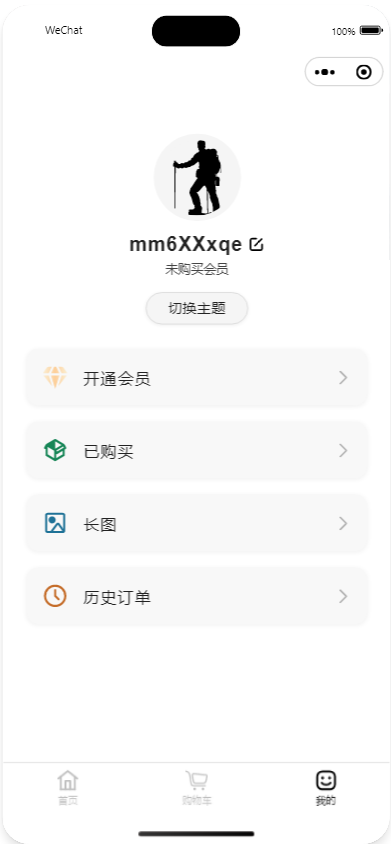 WeChat 100%
mm6XXxqe
未购买会员
切换主题
开通会员
已购买
长图
历史订单
首页 购物车 我的